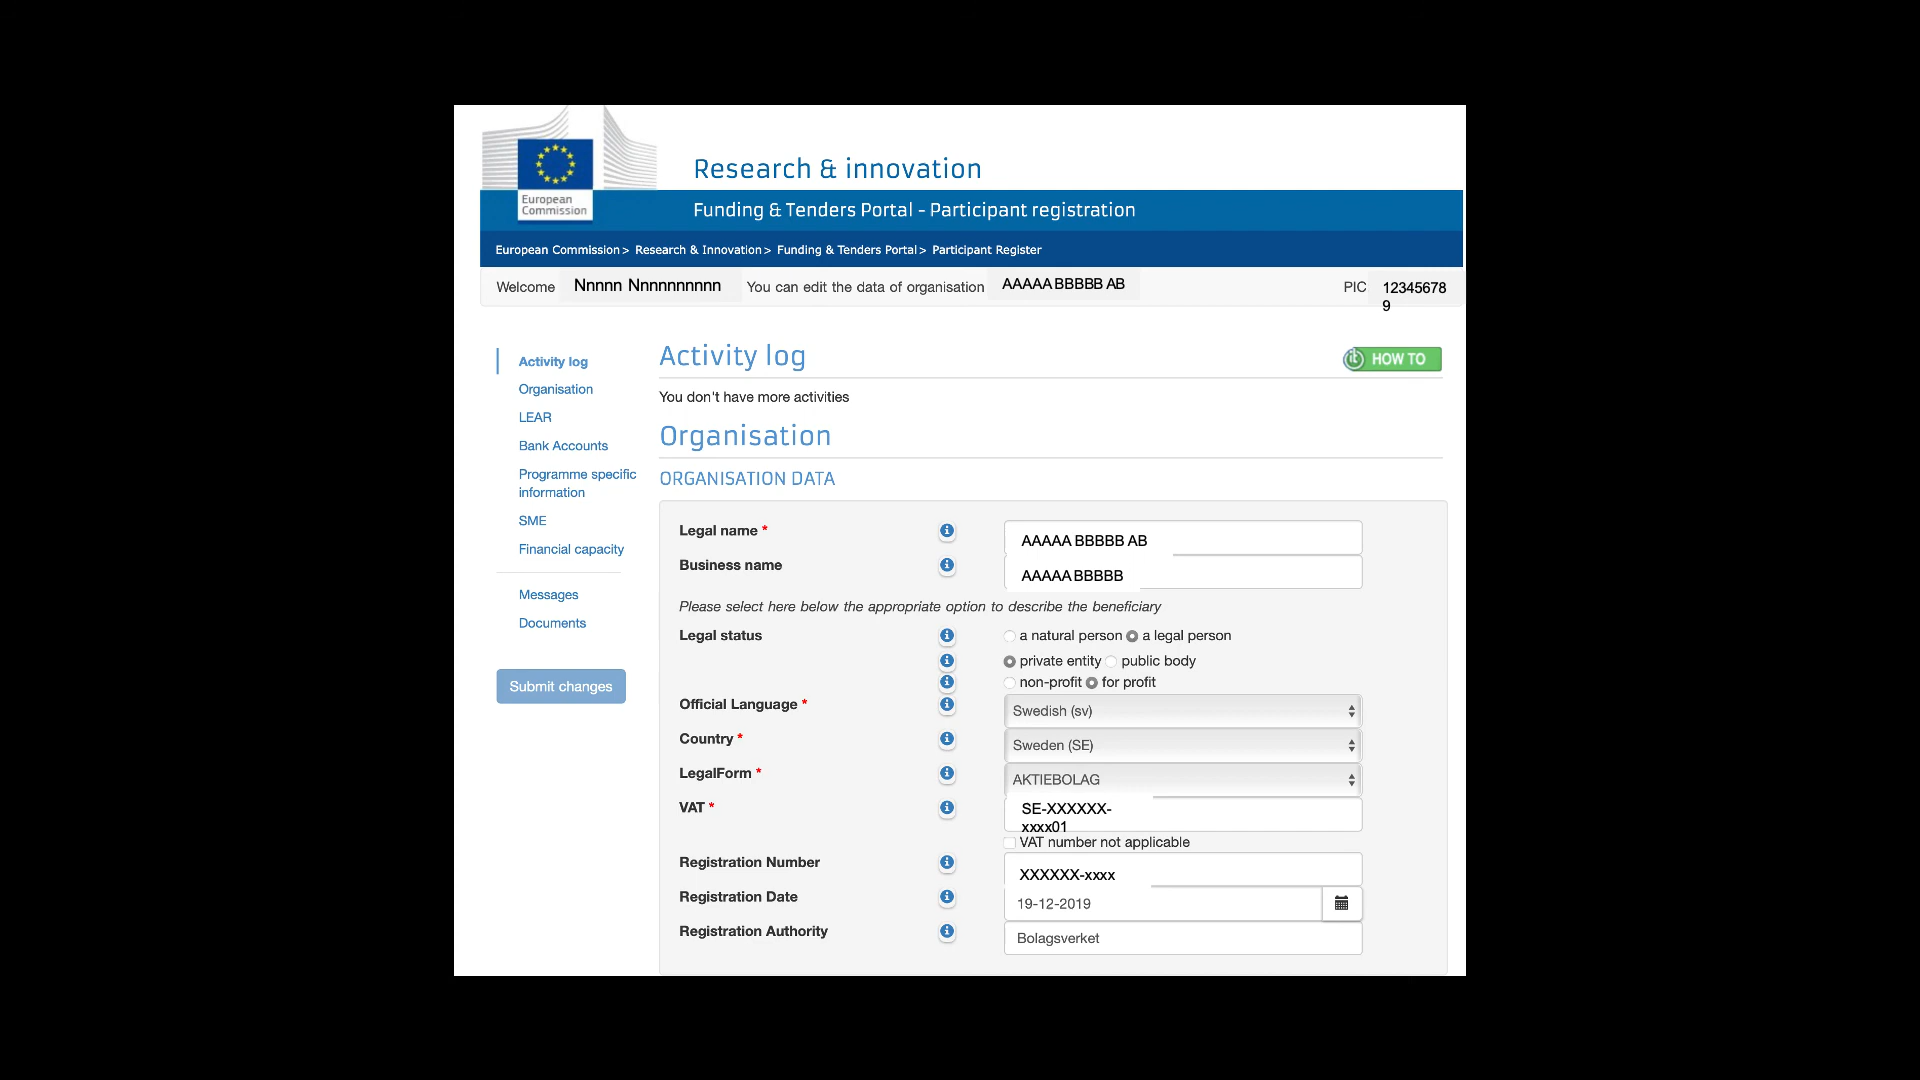 Research & innovation
European
Commission
Funding & Tenders Portal - Participant registration
European Commission > Research & Innovation > Funding & Tenders Portal > Participant Register
Welcome Nnnnn Nnnnnnnnnn You can edit the data of organisation AAAAA BBBBB AB PIC 12345678
9
Activity log
Organisation
LEAR
Bank Accounts
Programme specific
information
SME
Financial capacity
Messages
Documents
Submit changes
Activity log
HOW TO
You don't have more activities
Organisation
ORGANISATION DATA
Legal name * AAAAA BBBBB AB
Business name AAAAA BBBBB
Please select here below the appropriate option to describe the beneficiary
Legal status a natural person a legal person
private entity public body
non-profit for profit
Official Language * Swedish (sv)
Country * Sweden (SE)
LegalForm * AKTIEBOLAG
VAT * SE-XXXXXX-
xxxx01
VAT number not applicable
Registration Number XXXXXX-xxxx
Registration Date 19-12-2019
Registration Authority Bolagsverket